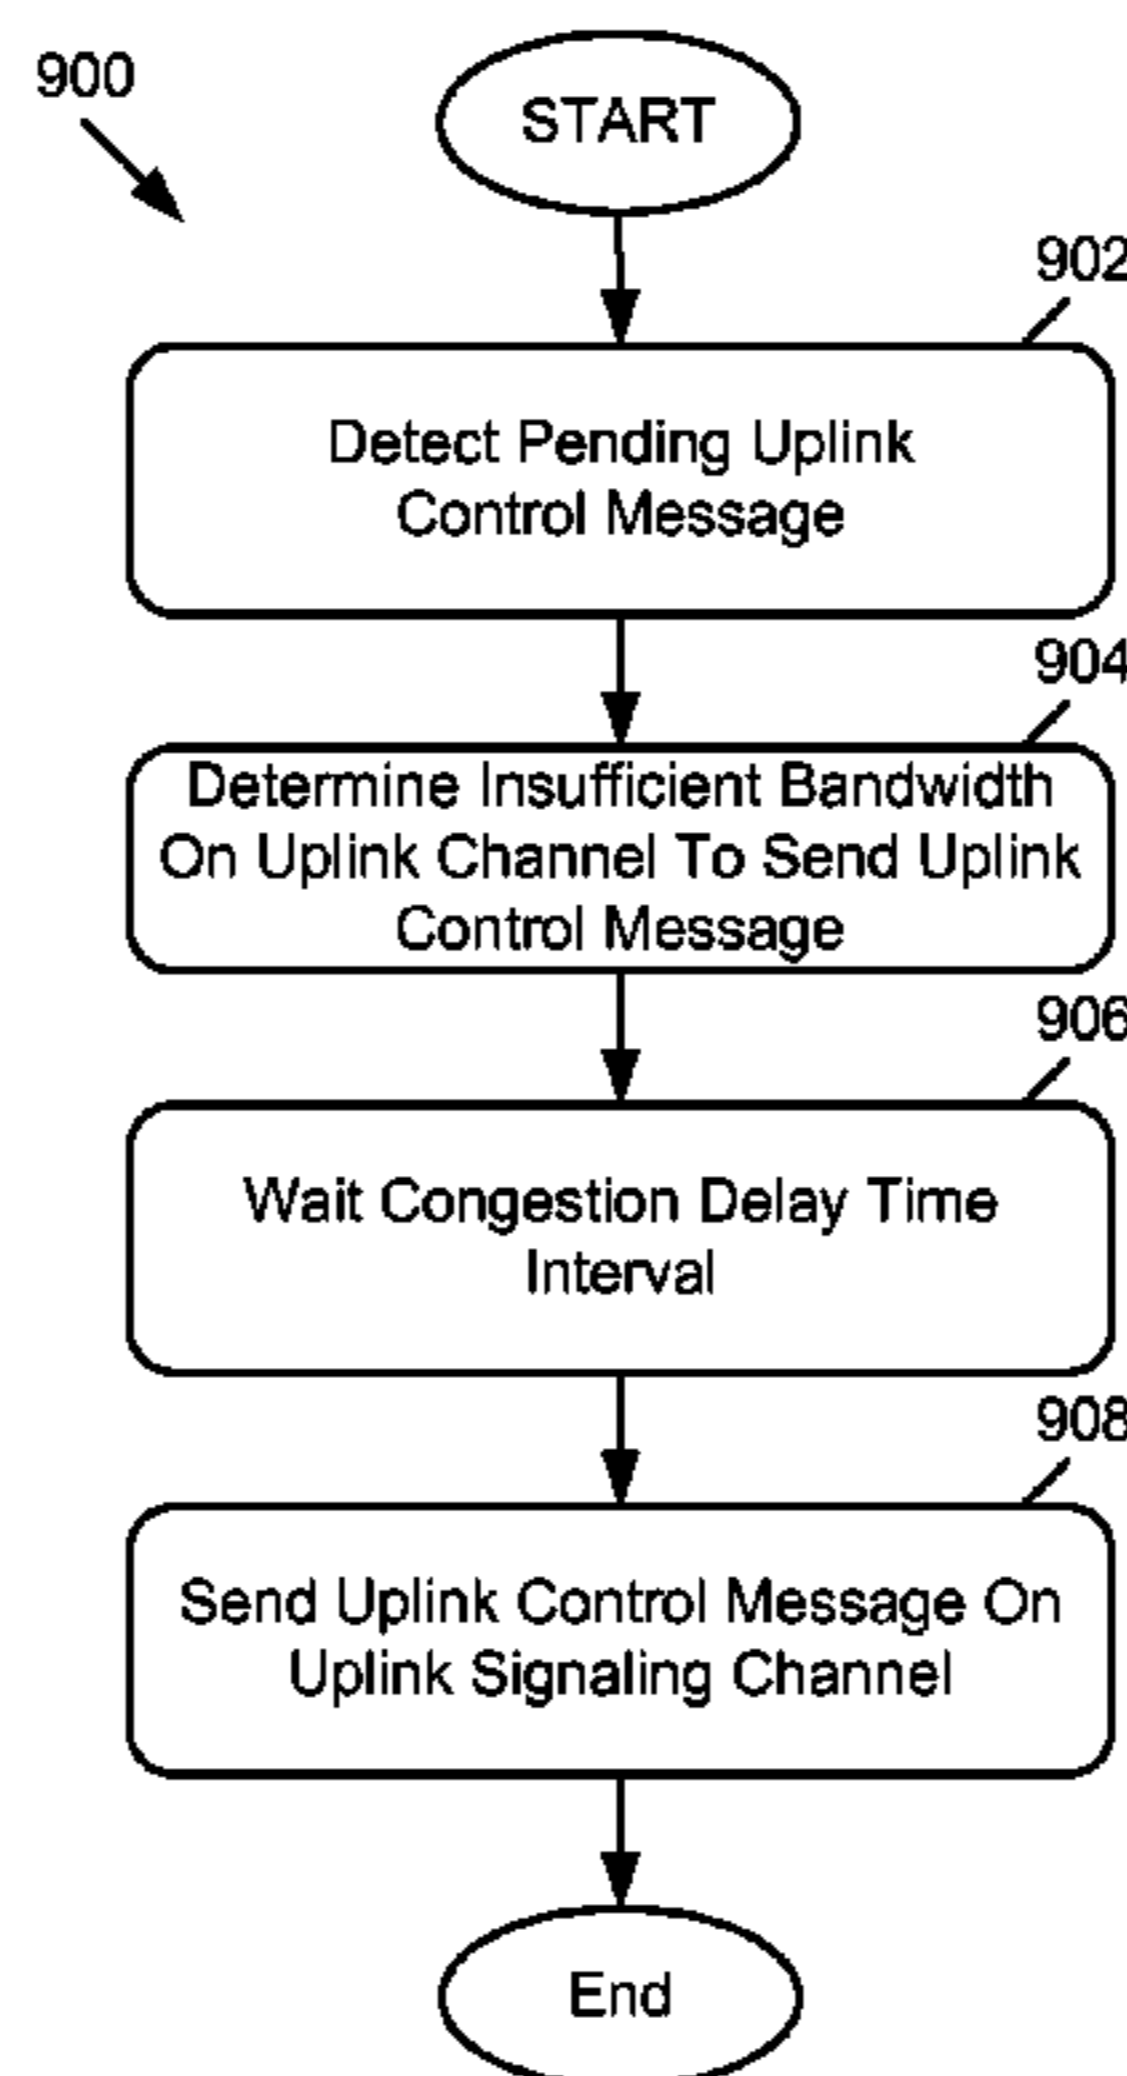 900
START
902
Detect Pending Uplink
Control Message
904
Determine Insufficient Bandwidth
On Uplink Channel To Send Uplink
Control Message
906
Wait Congestion Delay Time
Interval
908
Send Uplink Control Message On
Uplink Signaling Channel
End